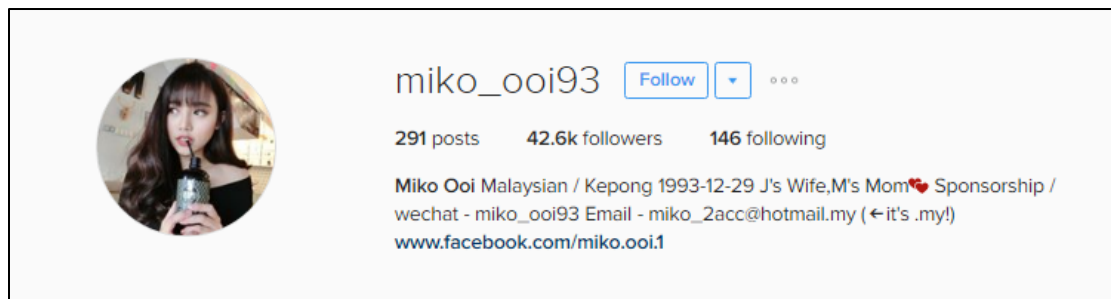 miko_ooi93 Follow
291 posts 42.6k followers 146 following
Miko Ooi Malaysian / Kepong 1993-12-29 J's Wife,M's Mom💕 Sponsorship /
wechat - miko_ooi93 Email - miko_2acc@hotmail.my (←it's .my!)
www.facebook.com/miko.ooi.1